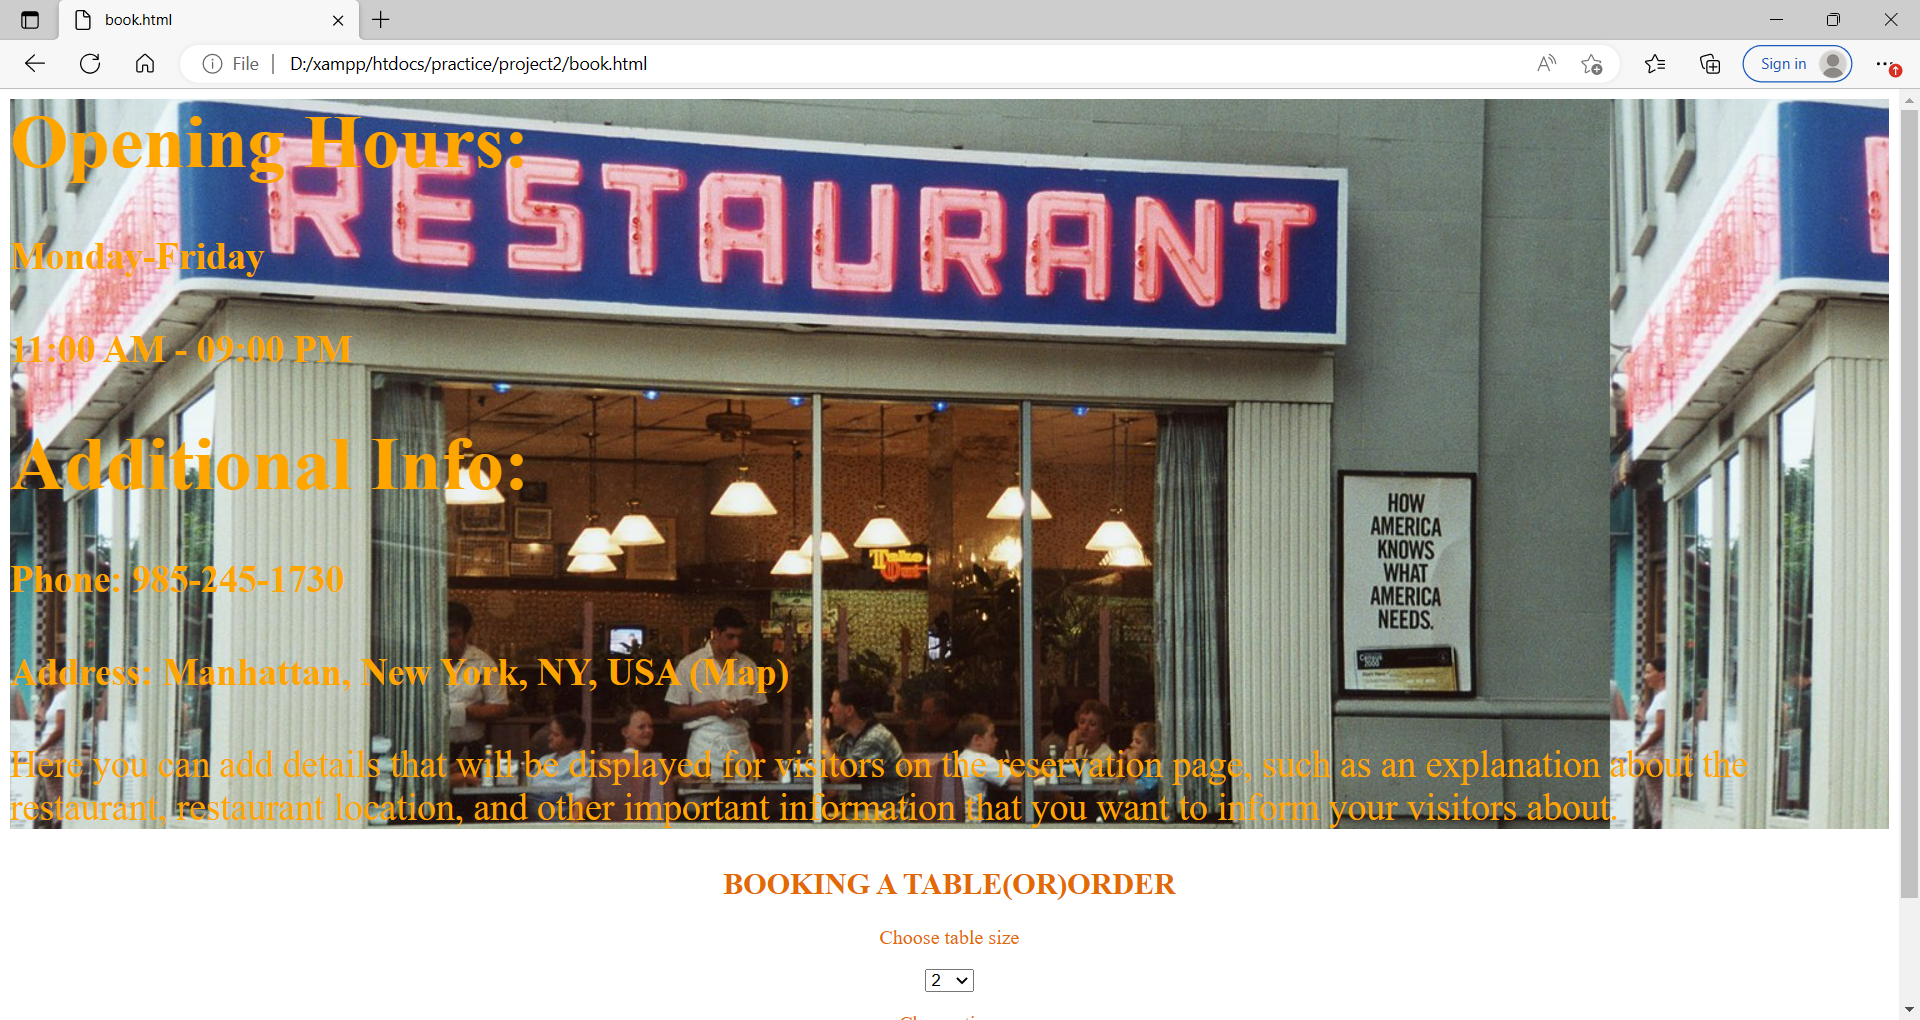 book.html
File
D:/xampp/htdocs/practice/project2/book.html
Sign in
Opening Hours:
RESTAURANT
Monday-Friday
11:00 AM - 09:00 PM
Additional Info:
HOW
AMERICA
KNOWS
WHAT
AMERICA
NEEDS.
Take
Out
Phone: 985-245-1730
Census
2000
Address: Manhattan, New York, NY, USA (Map)
Here you can add details that will be displayed for visitors on the reservation page, such as an explanation about the
restaurant, restaurant location, and other important information that you want to inform your visitors about.
BOOKING A TABLE(OR)ORDER
Choose table size
2